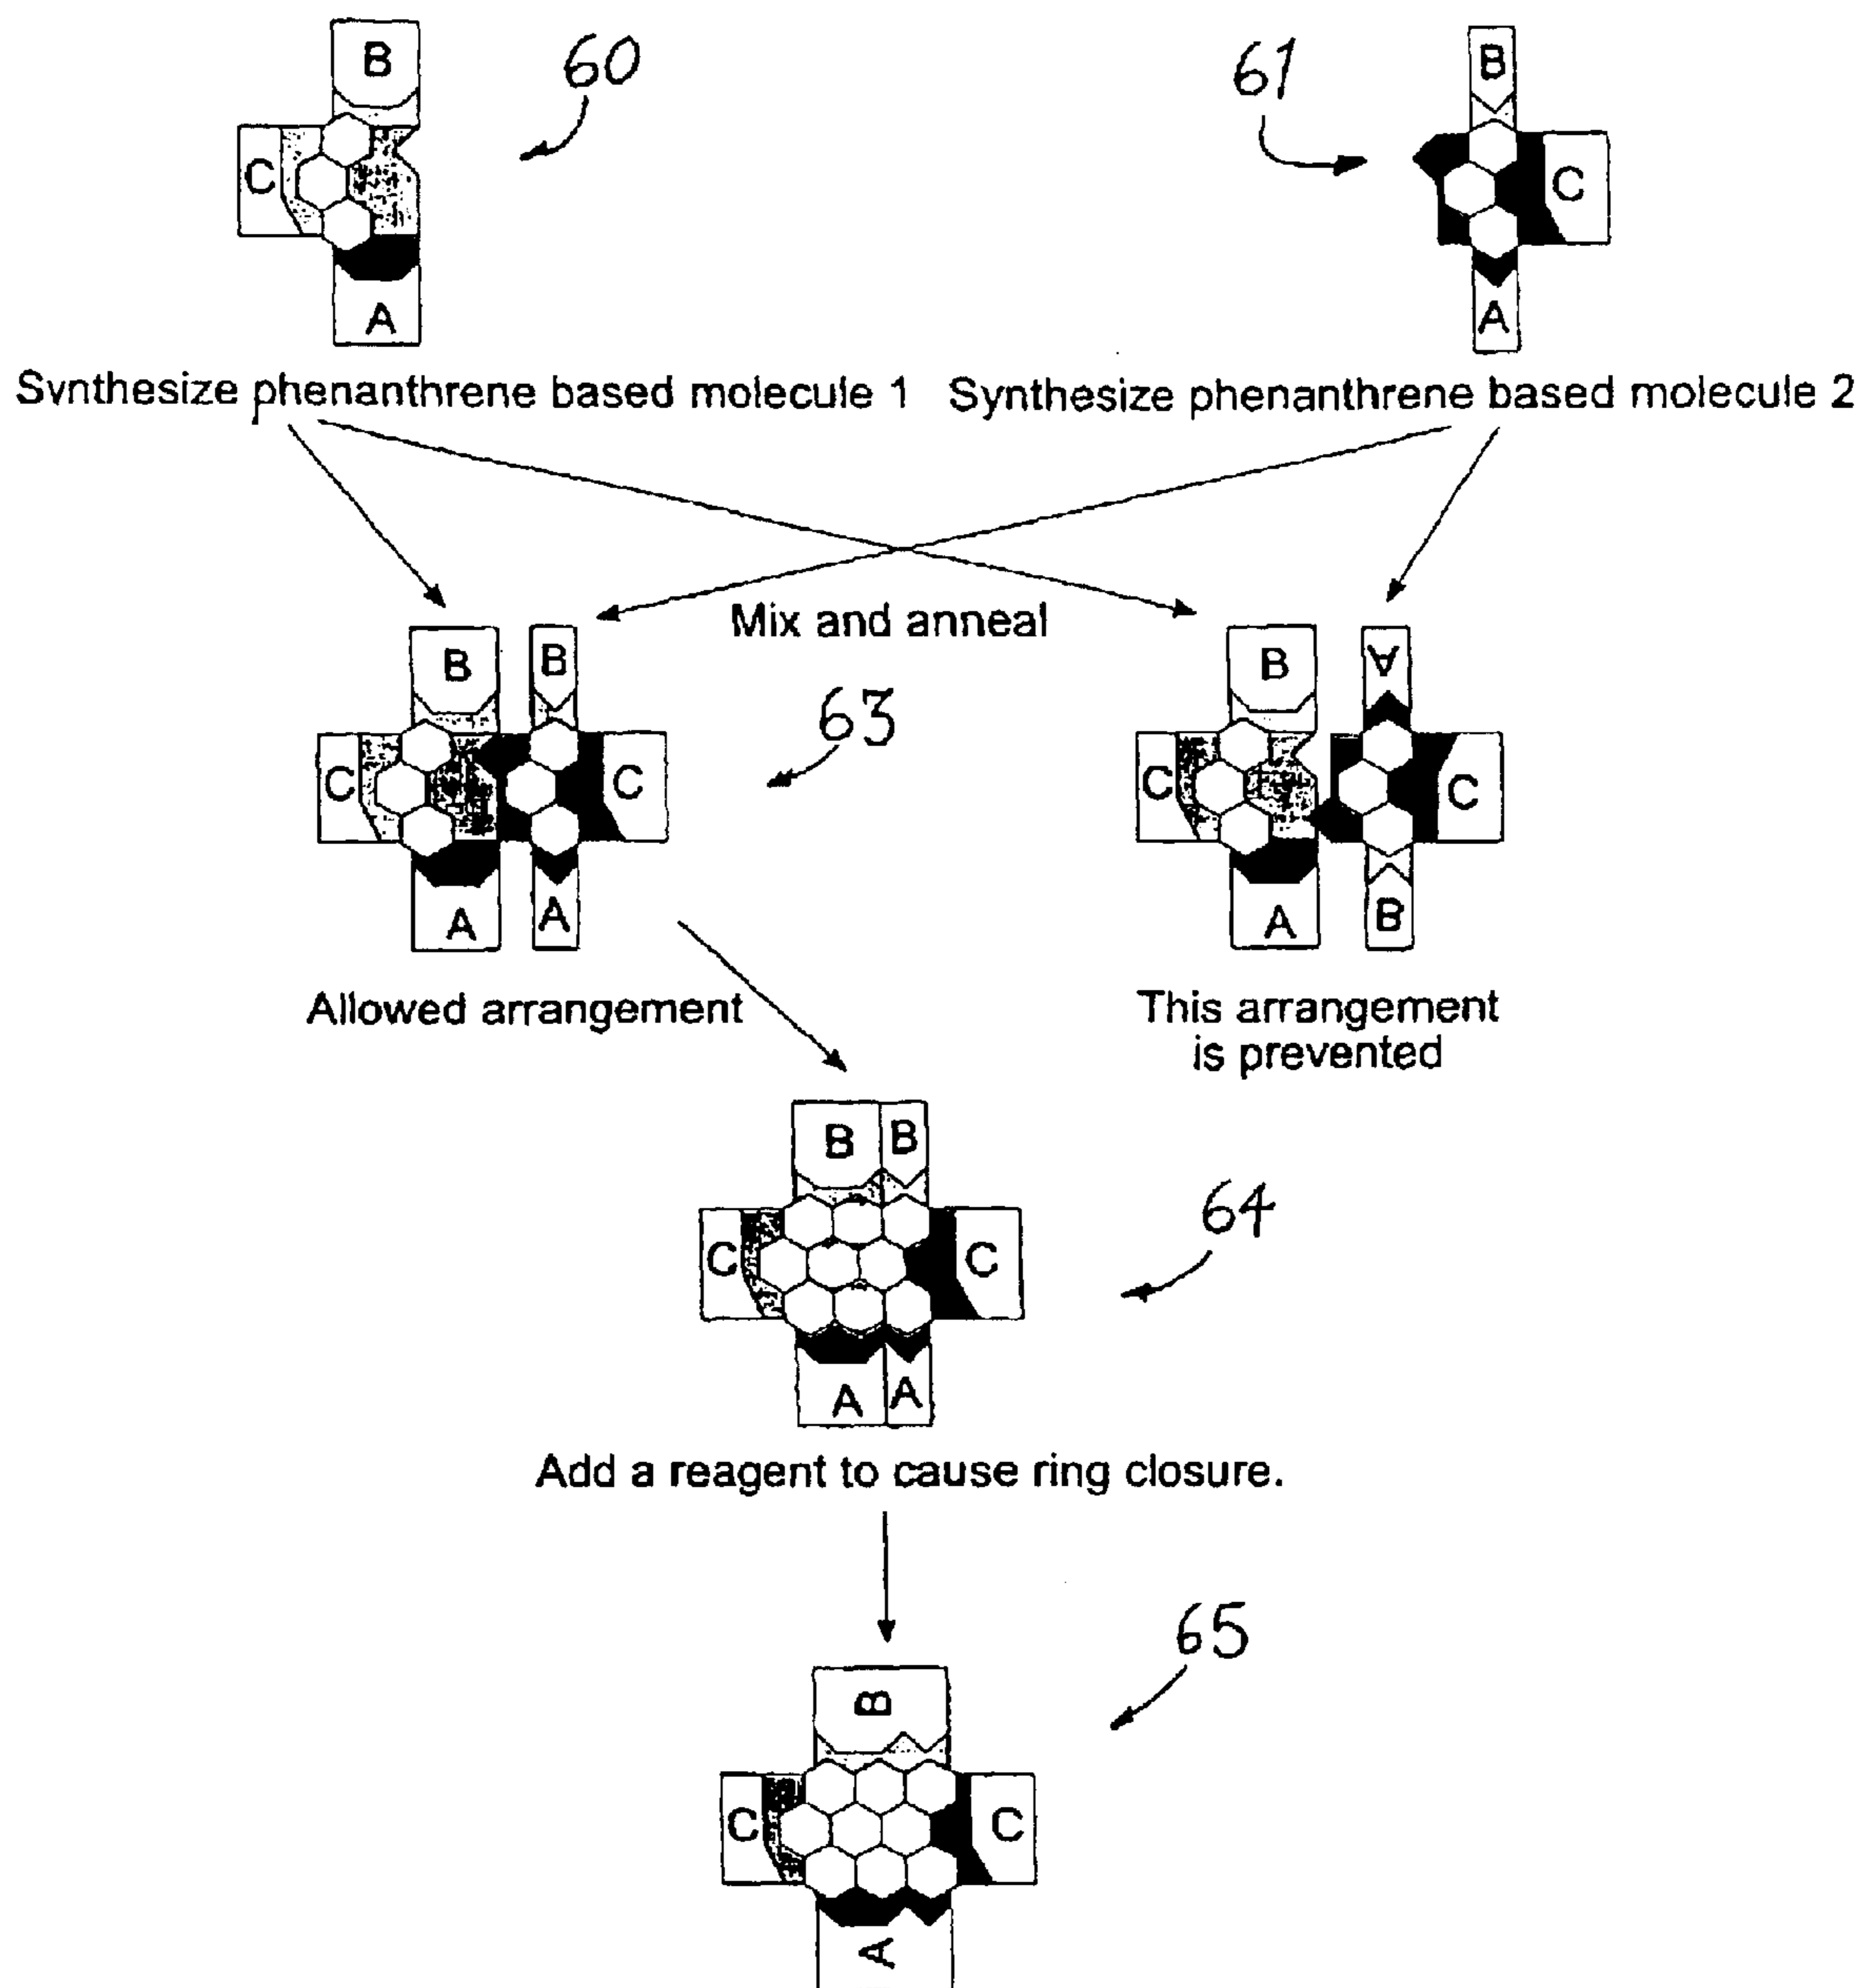 B
60
61
B
C
C
A
A
Synthesize phenanthrene based molecule 1
Synthesize phenanthrene based molecule 2
Mix and anneal
B
B
63
B
A
C
C
C
C
A
A
A
B
Allowed arrangement
This arrangement
is prevented
B
B
64
C
C
A
A
Add a reagent to cause ring closure.
65
B
C
C
A